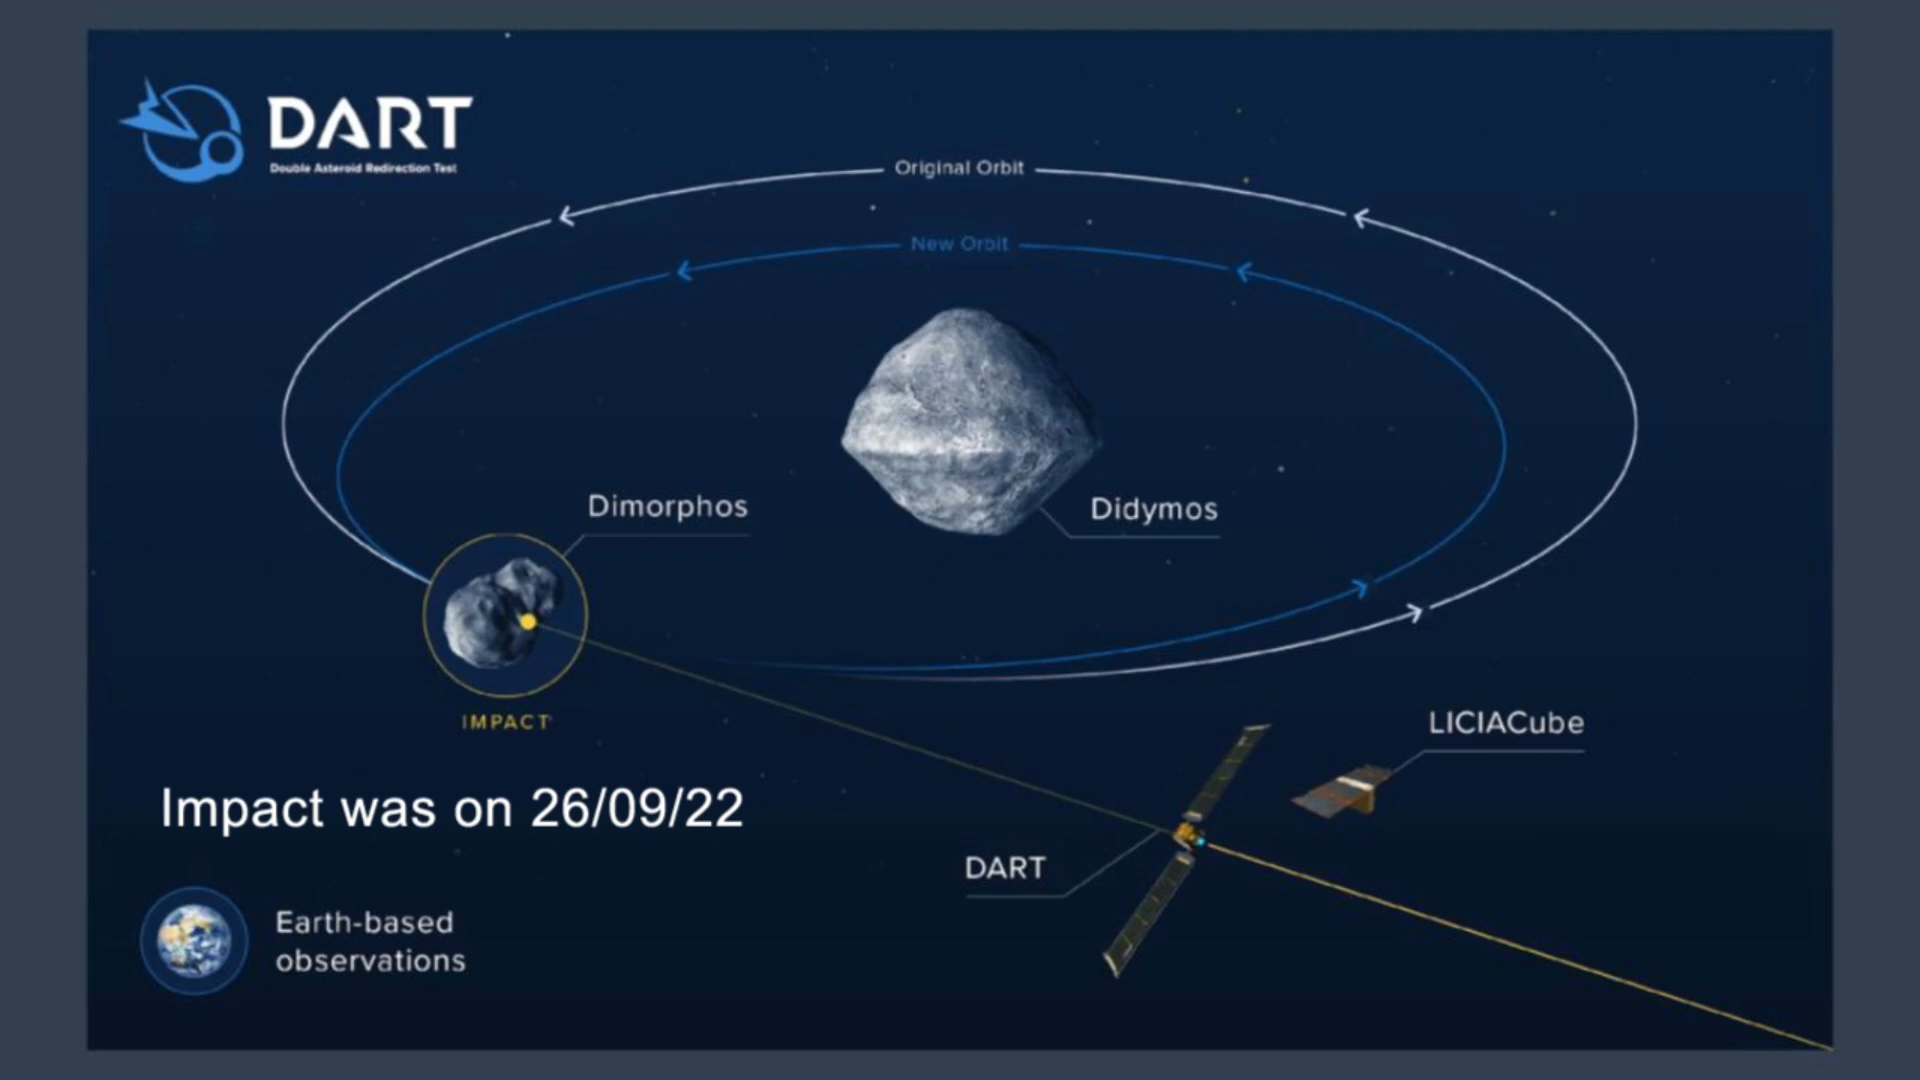 DART
Double Asteroid Redirection Test
Original Orbit
New Orbit
Dimorphos
Didymos
IMPACT
LICIACube
Impact was on 26/09/22
DART
Earth-based
observations